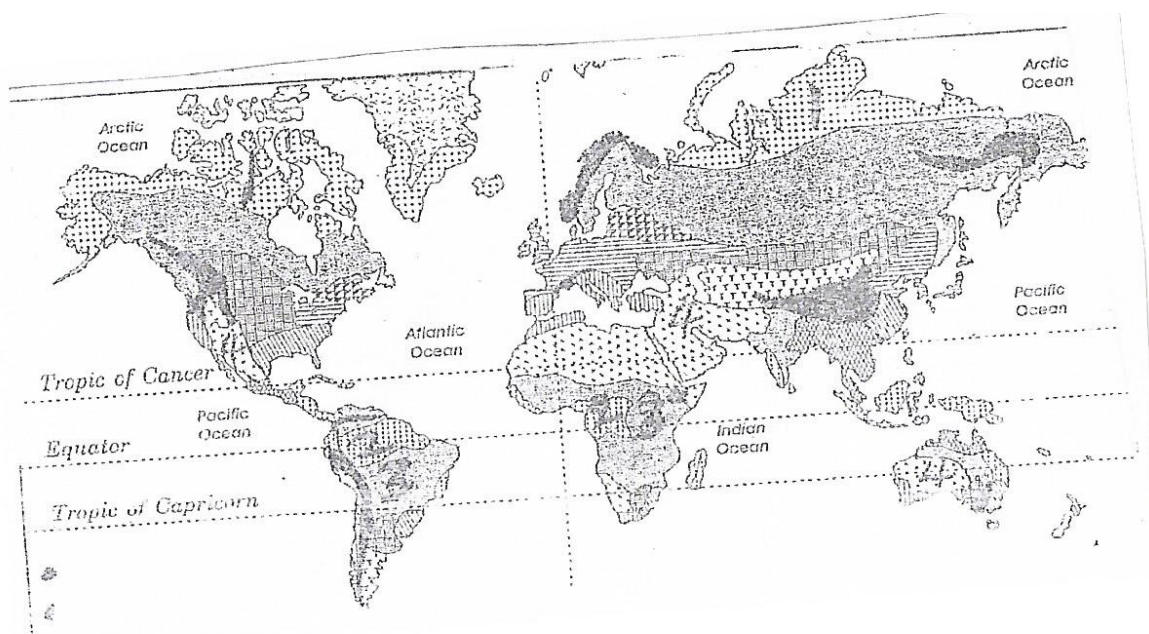 0°
Arctic
Ocean
Arctic
Ocean
Atlantic
Ocean
Pacific
Ocean
Tropic of Cancer
Pacific
Ocean
Equator
Indian
Ocean
Tropic of Capricorn